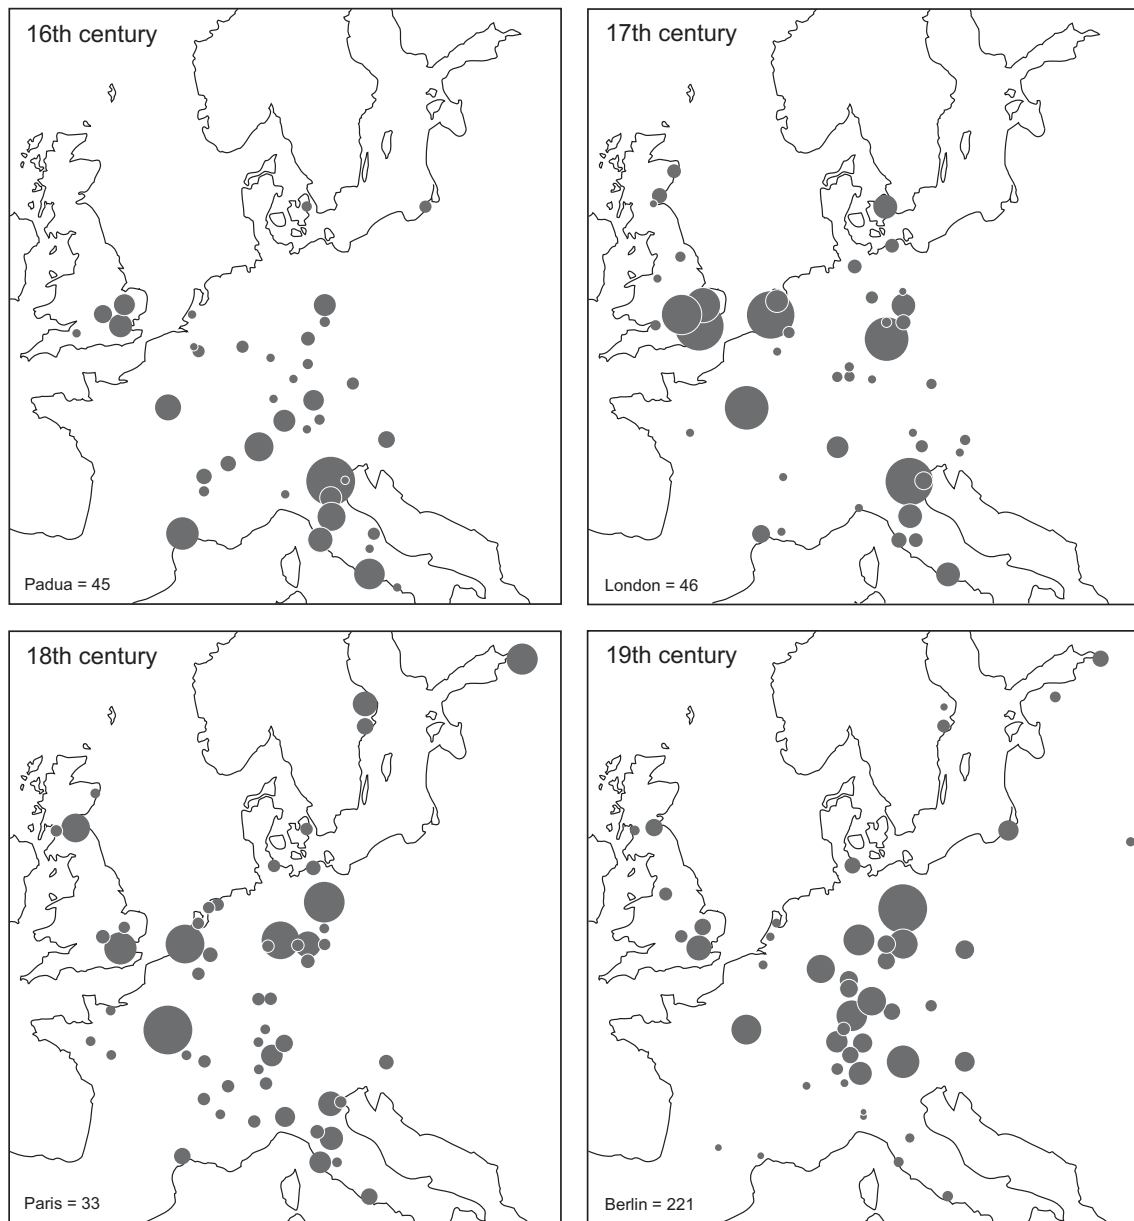 16th century
17th century
Padua = 45
London = 46
18th century
19th century
Paris = 33
Berlin = 221